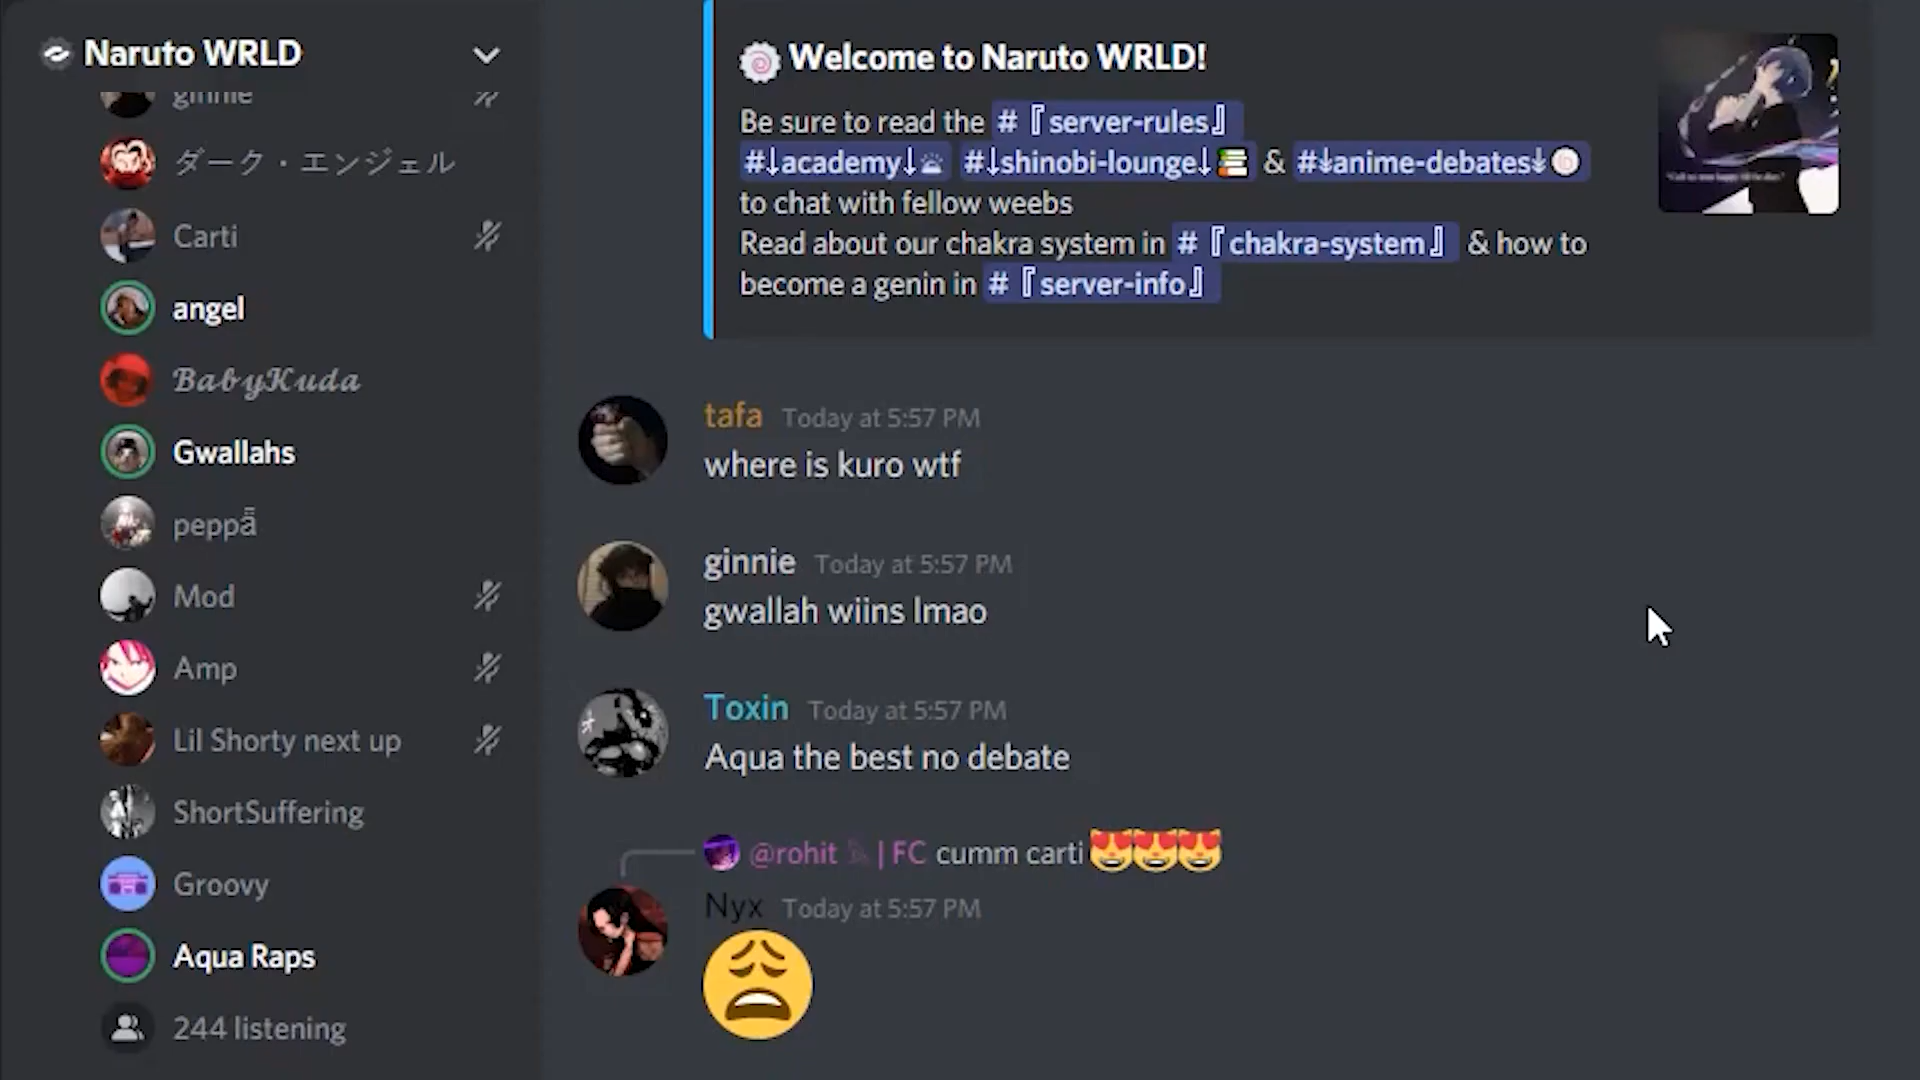 Naruto WRLD
ginnie
ダーク・エンジェル
Carti
angel
𝓑𝓪𝓫𝔂𝓚𝓾𝓭𝓪
Gwallahs
peppǟ
Mod
Amp
Lil Shorty next up
ShortSuffering
Groovy
Aqua Raps
244 listening
Welcome to Naruto WRLD!
Be sure to read the #『server-rules』
#↓academy↓ #↓shinobi-lounge↓📚 & #↡anime-debates↡🍥
to chat with fellow weebs
Read about our chakra system in #『chakra-system』 & how to
become a genin in #『server-info』
tafa Today at 5:57 PM
where is kuro wtf
ginnie Today at 5:57 PM
gwallah wiins lmao
Toxin Today at 5:57 PM
Aqua the best no debate
@rohit | FC cumm carti 😻😻😻
Nyx Today at 5:57 PM
😩